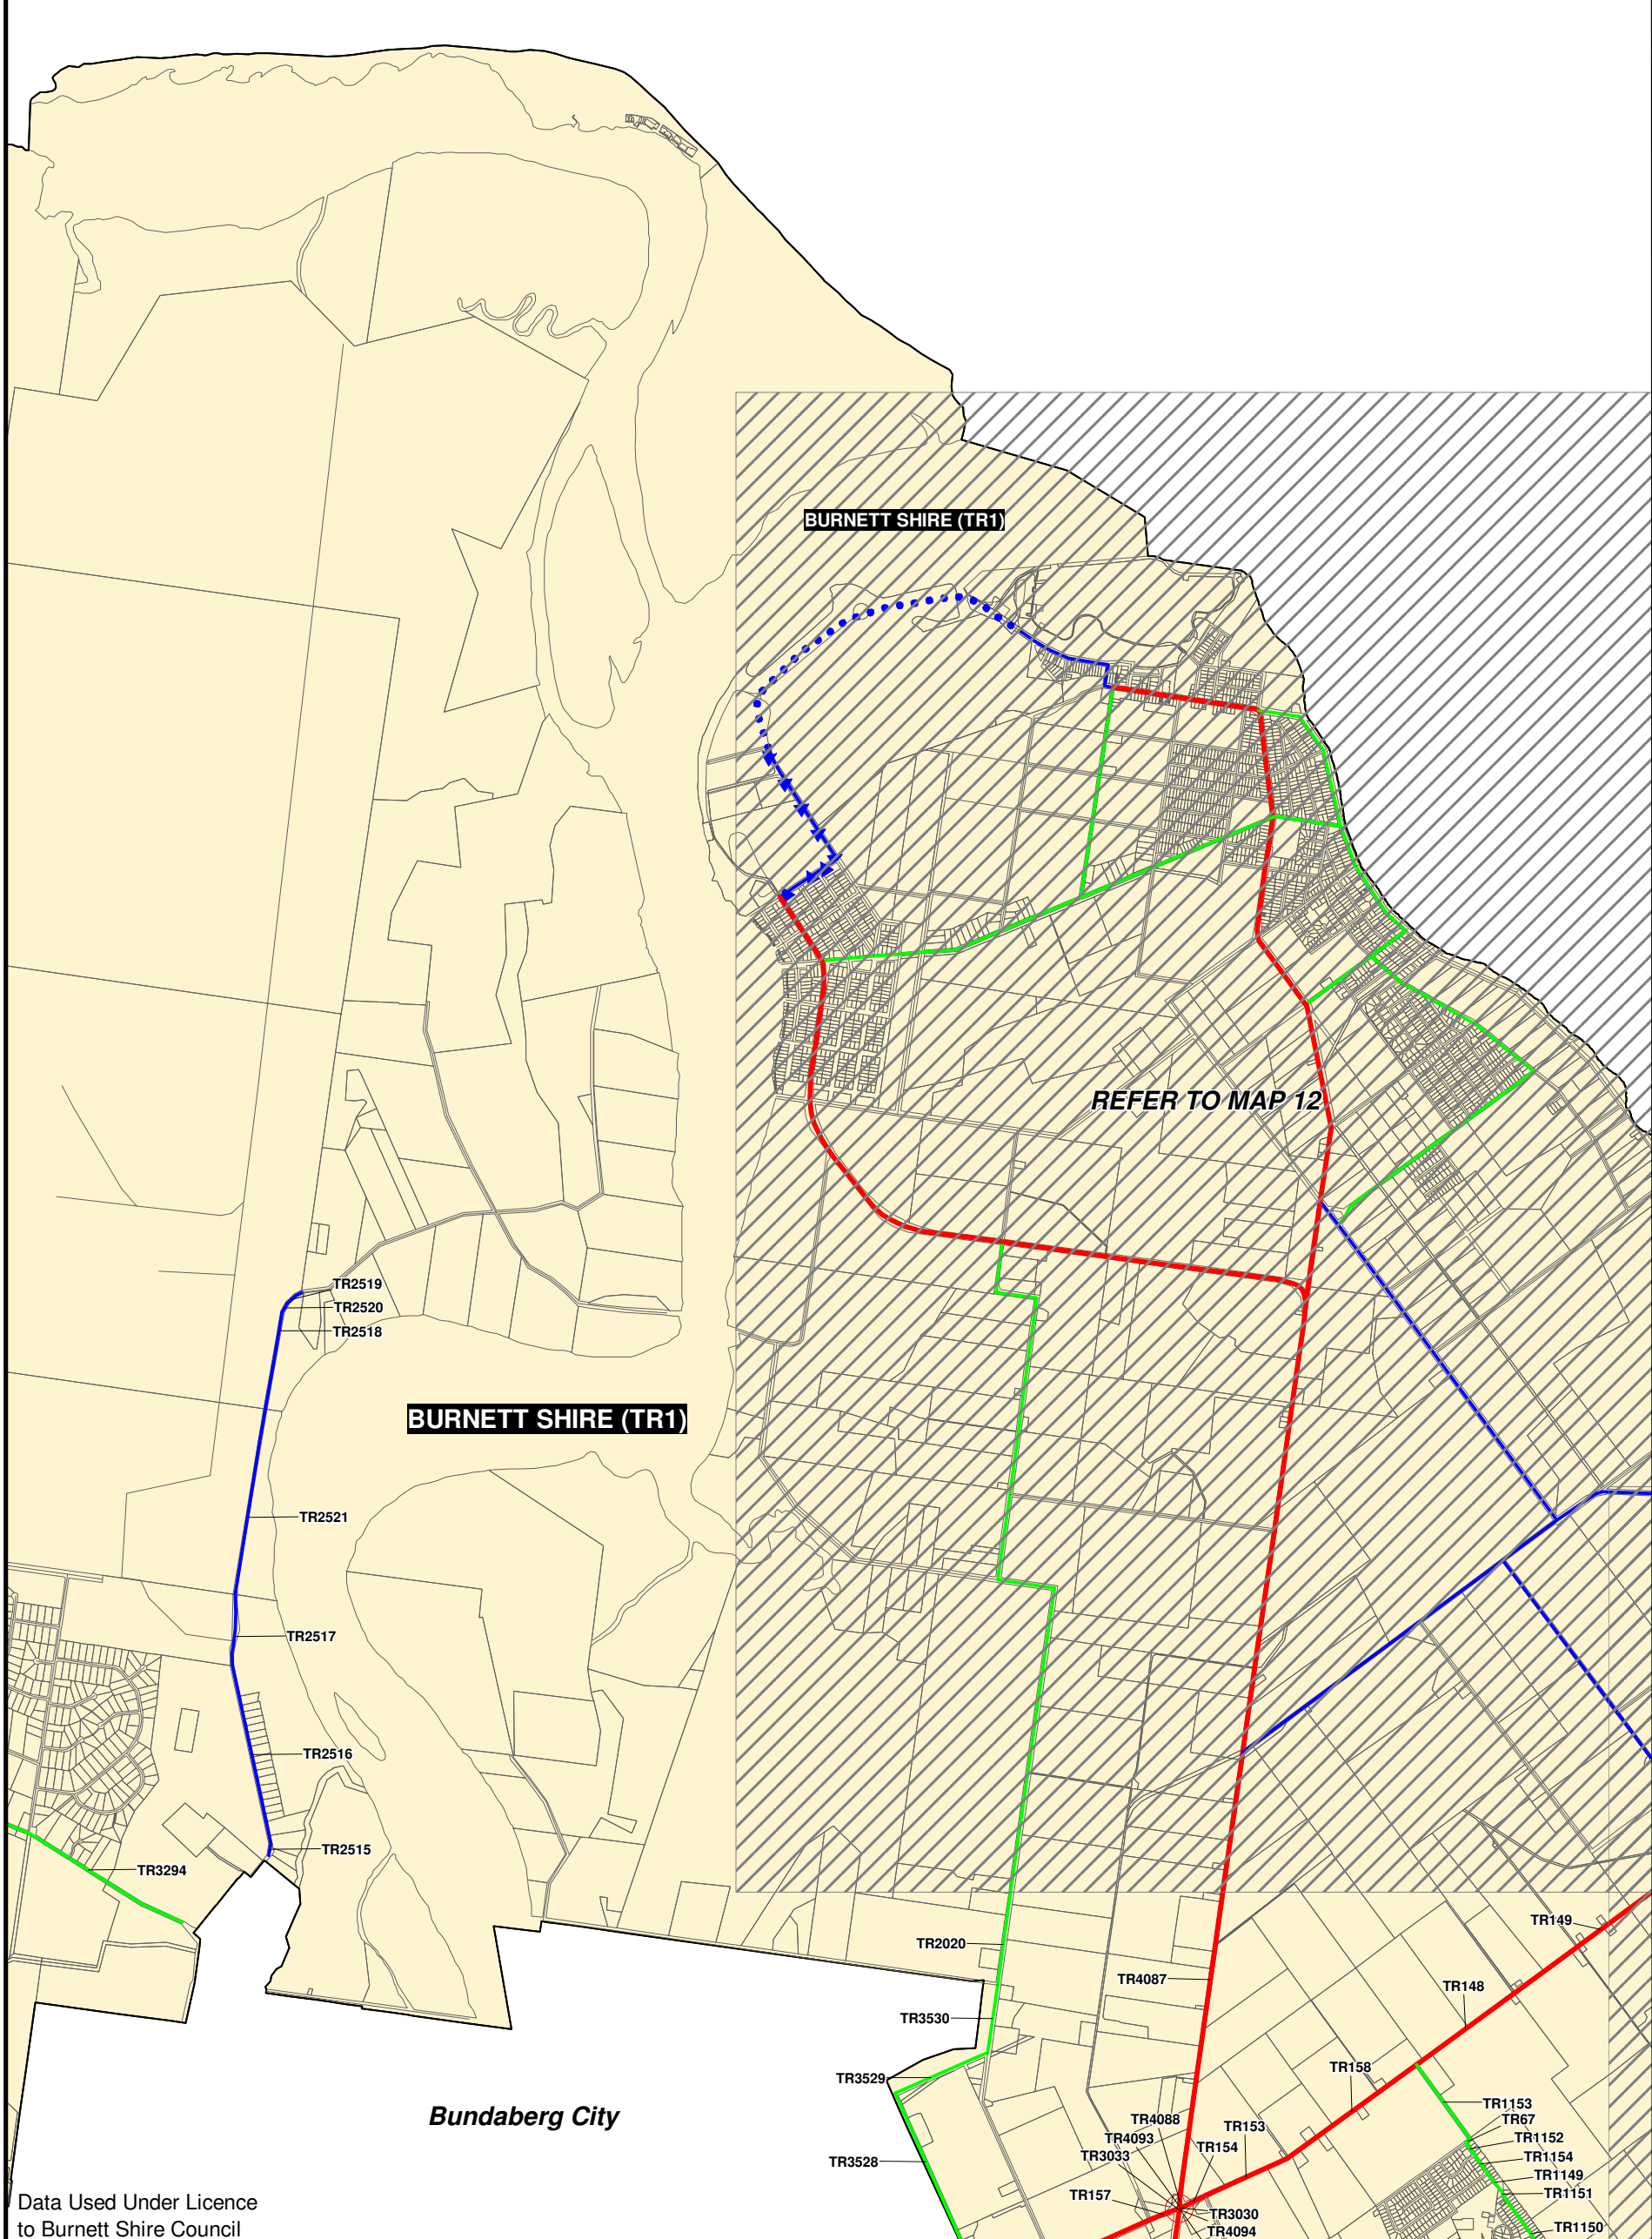 BURNETT SHIRE (TR1)
REFER TO MAP 12
TR2519
TR2520
TR2518
BURNETT SHIRE (TR1)
TR2521
TR2517
TR2516
TR2515
TR3294
TR149
TR2020
TR4087
TR148
TR3530
TR158
TR3529
TR1153
Bundaberg City
TR4088
TR67
TR153
TR4093
TR1152
TR154
TR3033
TR1154
TR3528
TR1149
TR157
TR1151
Data Used Under Licence
to Burnett Shire Council
TR3030
TR1150
TR4094